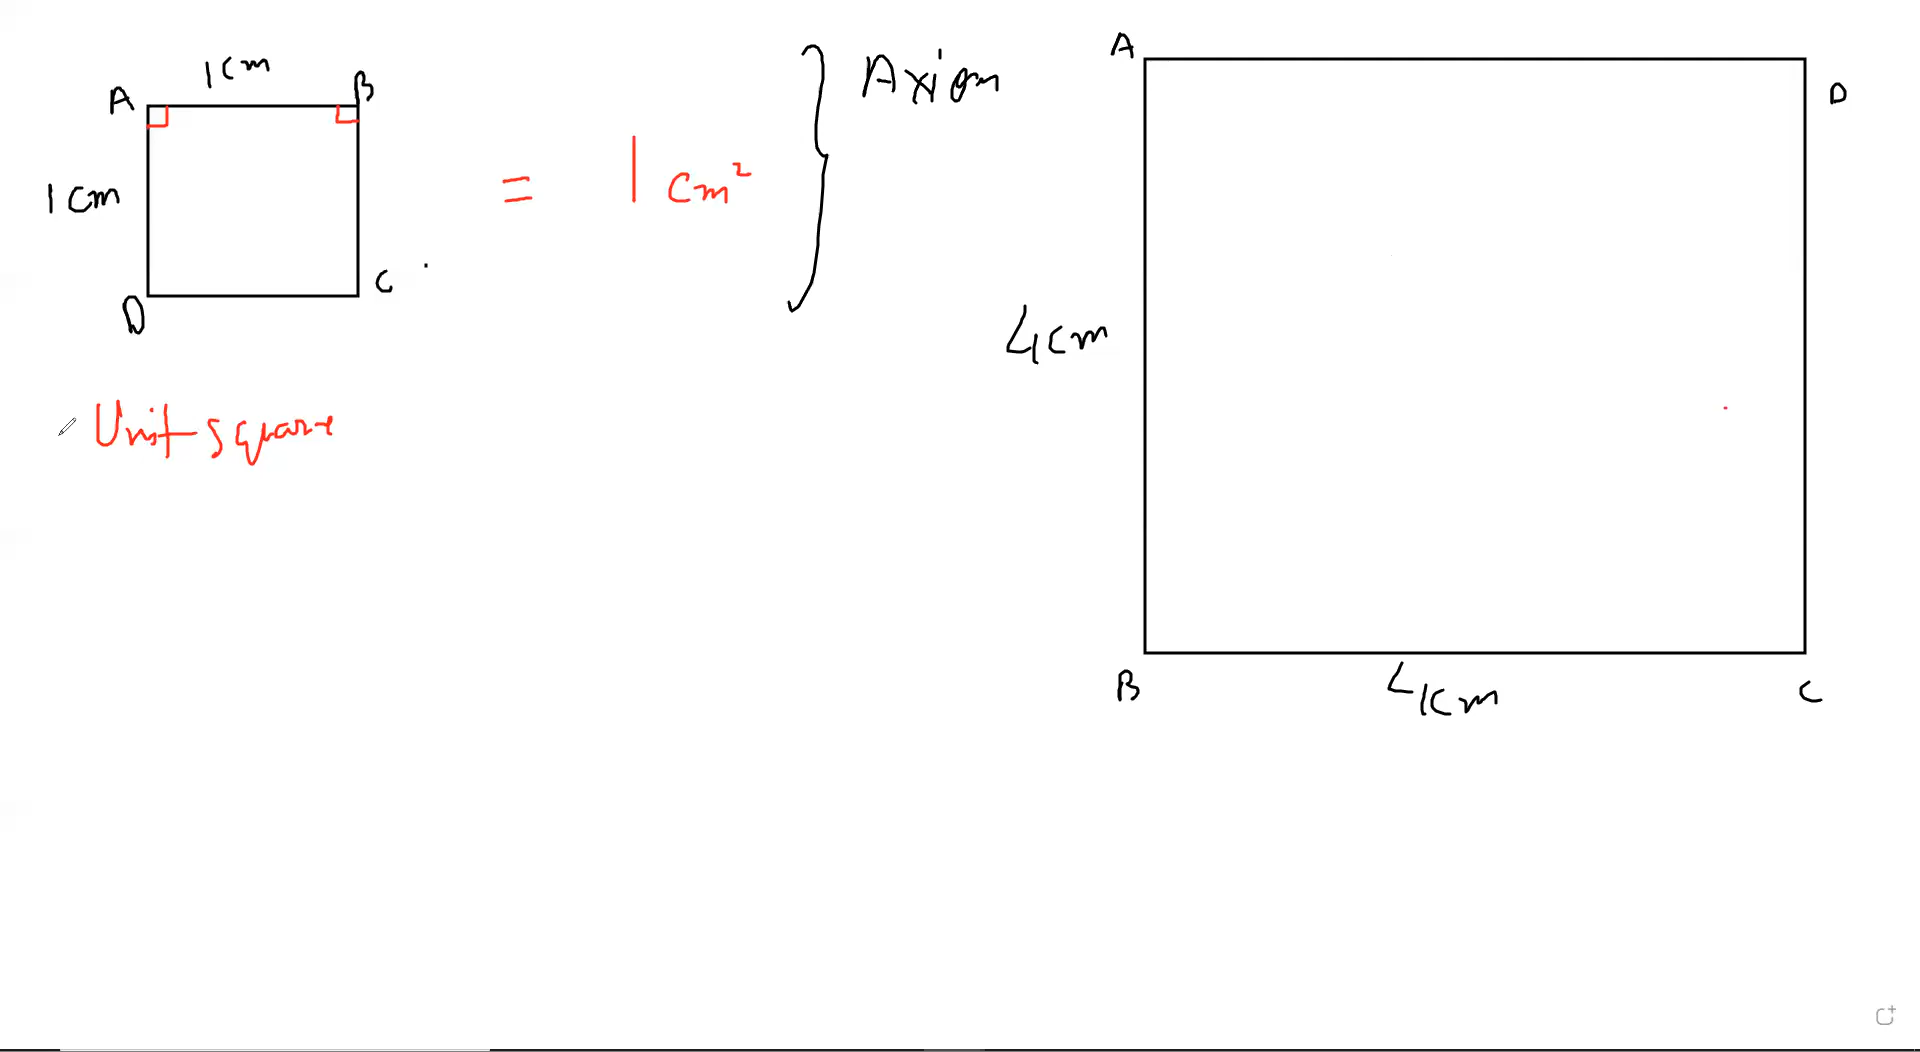 1cm
A
B
1cm
= 1 cm²
Axiom
D
C
Unit square
A
D
4cm
B
4cm
C